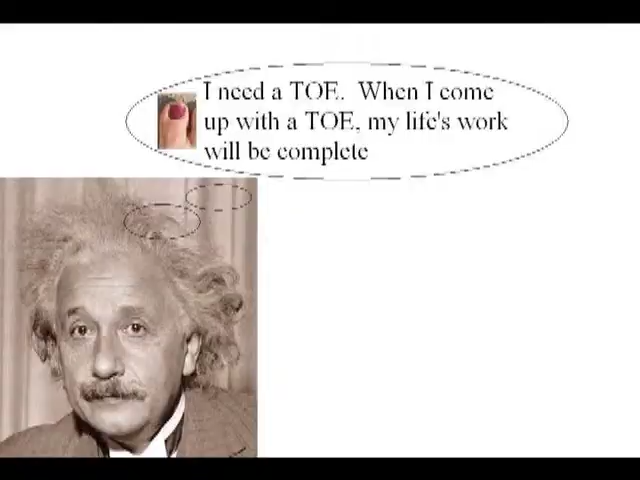 I need a TOE. When I come
up with a TOE, my life's work
will be complete